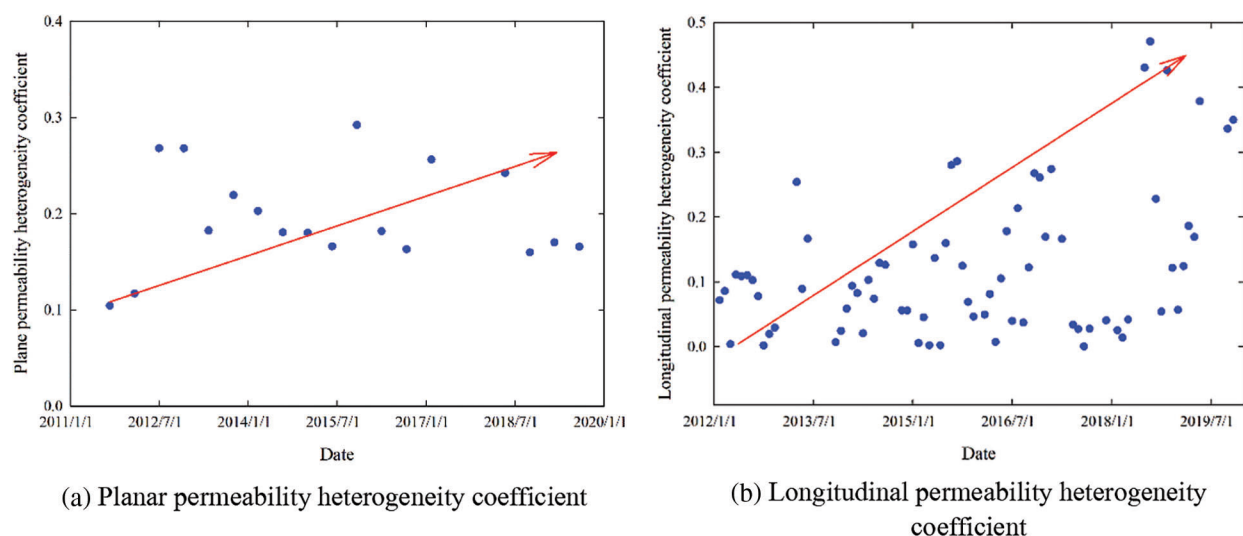 0.4
0.3
0.2
0.1
0.0
Plane permeability heterogeneity coefficient
2011/1/1 2012/7/1 2014/1/1 2015/7/1 2017/1/1 2018/7/1 2020/1/1
Date
(a) Planar permeability heterogeneity coefficient
0.5
0.4
0.3
0.2
0.1
0.0
Longitudinal permeability heterogeneity coefficient
2012/1/1 2013/7/1 2015/1/1 2016/7/1 2018/1/1 2019/7/1
Date
(b) Longitudinal permeability heterogeneity
coefficient